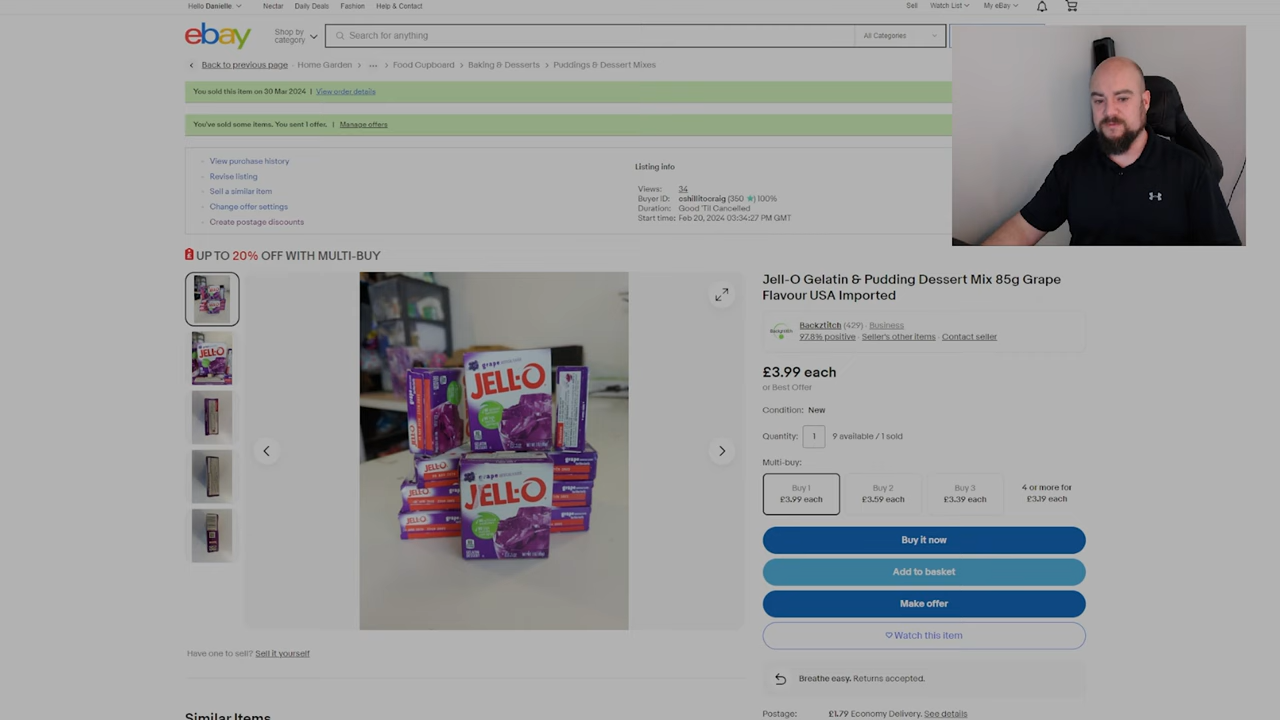 Hello Danielle
Nectar
Daily Deals
Fashion
Help & Contact
Sell
Watch List
My eBay
ebay
Shop by
category
Search for anything
All Categories
Back to previous page
Home Garden
...
Food Cupboard
Baking & Desserts
Puddings & Dessert Mixes
You sold this item on 30 Mar 2024 | View order details
You've sold some items. You sent 1 offer. | Manage offers
View purchase history
Revise listing
Sell a similar item
Change offer settings
Create postage discounts
Listing info
Views: 34
Buyer ID: cshillitocraig (350 ★) 100%
Duration: Good 'Til Cancelled
Start time: Feb 20, 2024 03:34:27 PM GMT
UP TO 20% OFF WITH MULTI-BUY
JELL-O
grape
JELL-O
JELL-O
grape
JELL-O
JELL-O
JELL-O
Jell-O Gelatin & Pudding Dessert Mix 85g Grape
Flavour USA Imported
Backztitch (429) · Business
97.8% positive · Seller's other items · Contact seller
£3.99 each
or Best Offer
Condition: New
Quantity: 1 9 available / 1 sold
Multi-buy:
Buy 1
£3.99 each
Buy 2
£3.59 each
Buy 3
£3.39 each
4 or more for
£3.19 each
Buy it now
Add to basket
Make offer
Watch this item
Breathe easy. Returns accepted.
Postage: £1.79 Economy Delivery. See details
Have one to sell? Sell it yourself
Similar Items